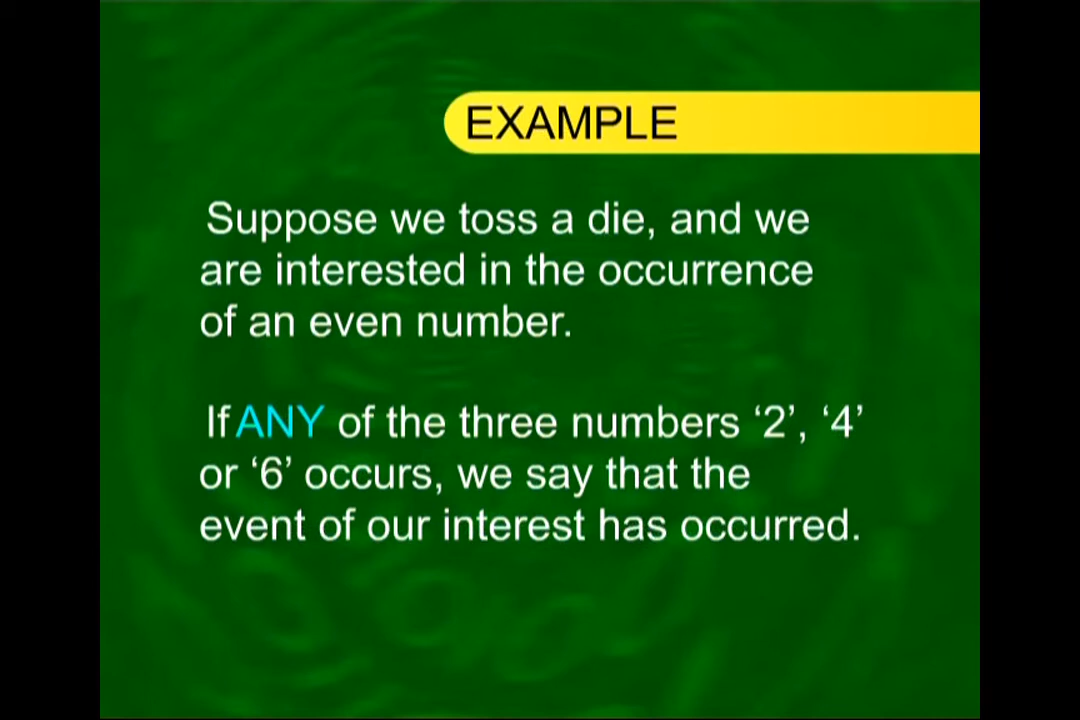 EXAMPLE
Suppose we toss a die, and we
are interested in the occurrence
of an even number.
If ANY of the three numbers ‘2’, ‘4’
or ‘6’ occurs, we say that the
event of our interest has occurred.